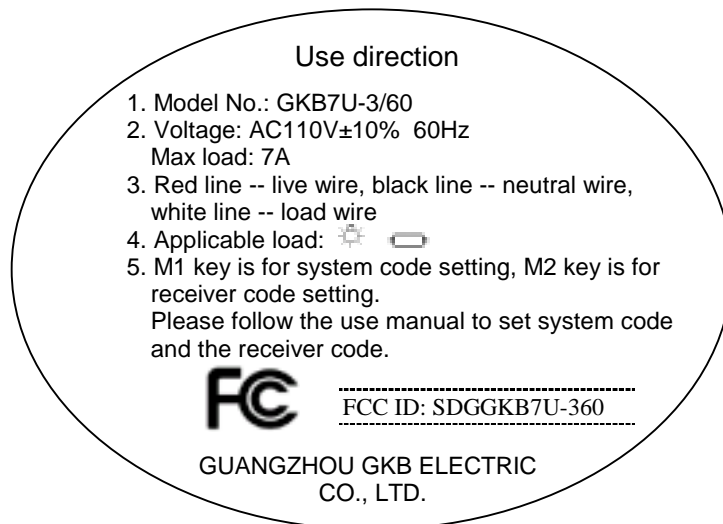 Use direction
1. Model No.: GKB7U-3/60
2. Voltage: AC110V±10% 60Hz
Max load: 7A
3. Red line -- live wire, black line -- neutral wire,
white line -- load wire
4. Applicable load:
5. M1 key is for system code setting, M2 key is for
receiver code setting.
Please follow the use manual to set system code
and the receiver code.
FC FCC ID: SDGGKB7U-360
GUANGZHOU GKB ELECTRIC
CO., LTD.